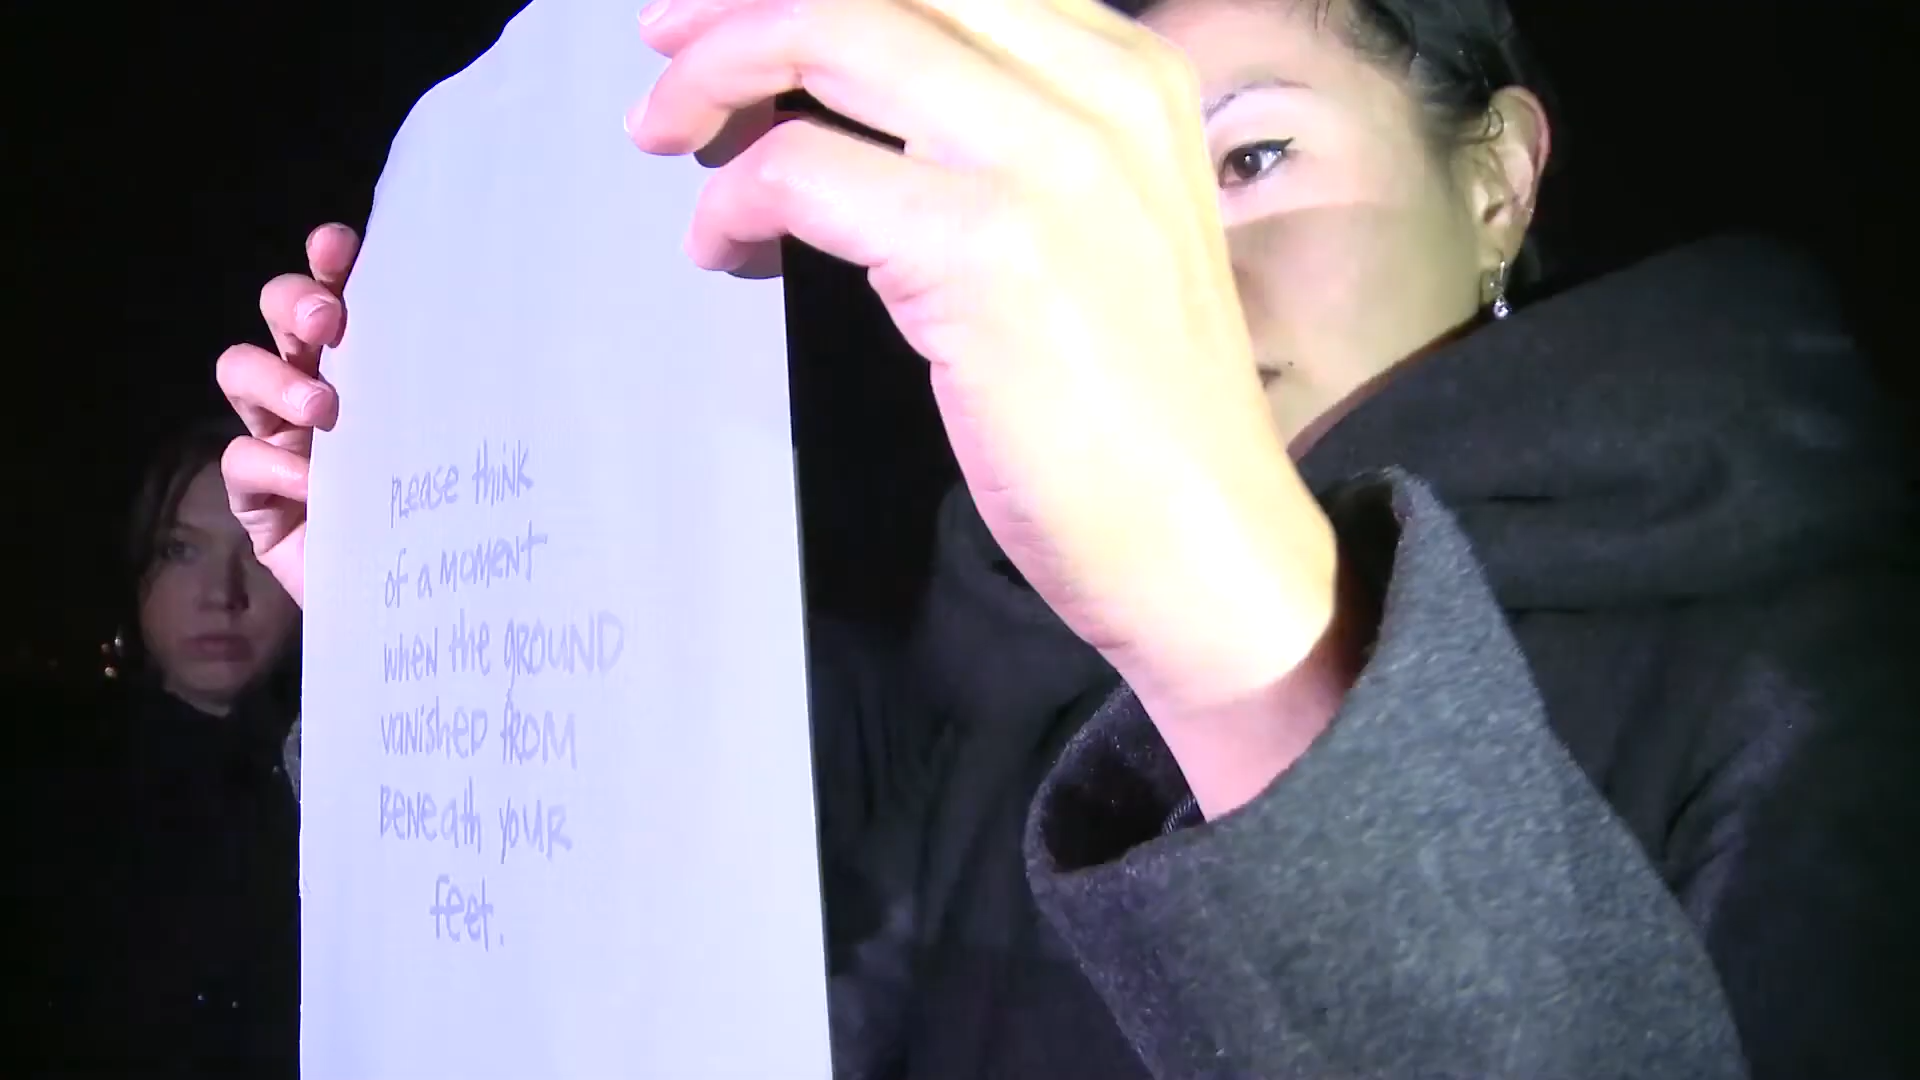 please think
of a moment
when the GROUND
vanished from
Beneath your
feet.